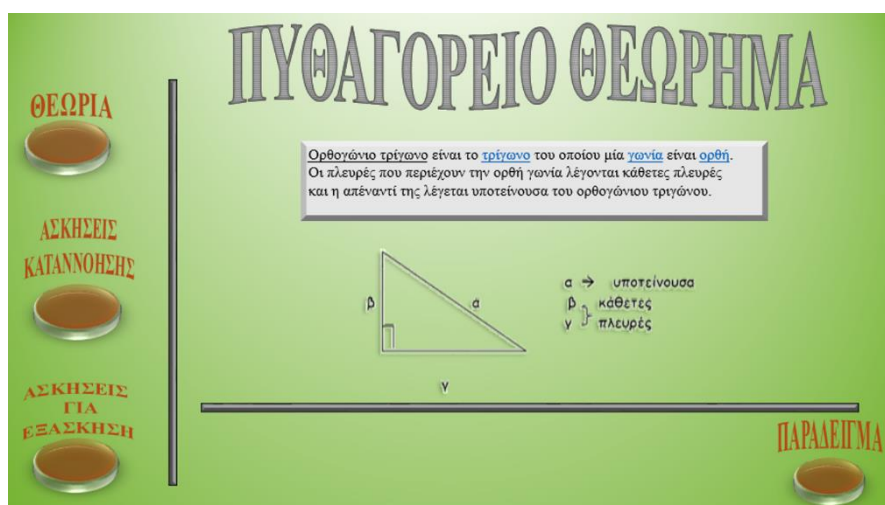 ΠΥΘΑΓΟΡΕΙΟ ΘΕΩΡΗΜΑ
ΘΕΩΡΙΑ
ΑΣΚΗΣΕΙΣ
ΚΑΤΑΝΝΟΗΣΗΣ
ΑΣΚΗΣΕΙΣ
ΓΙΑ
ΕΞΑΣΚΗΣΗ
Ορθογώνιο τρίγωνο είναι το τρίγωνο του οποίου μία γωνία είναι ορθή.
Οι πλευρές που περιέχουν την ορθή γωνία λέγονται κάθετες πλευρές
και η απέναντί της λέγεται υποτείνουσα του ορθογώνιου τριγώνου.
β
α
γ
α → υποτείνουσα
β κάθετες
γ πλευρές
ΠΑΡΑΔΕΙΓΜΑ